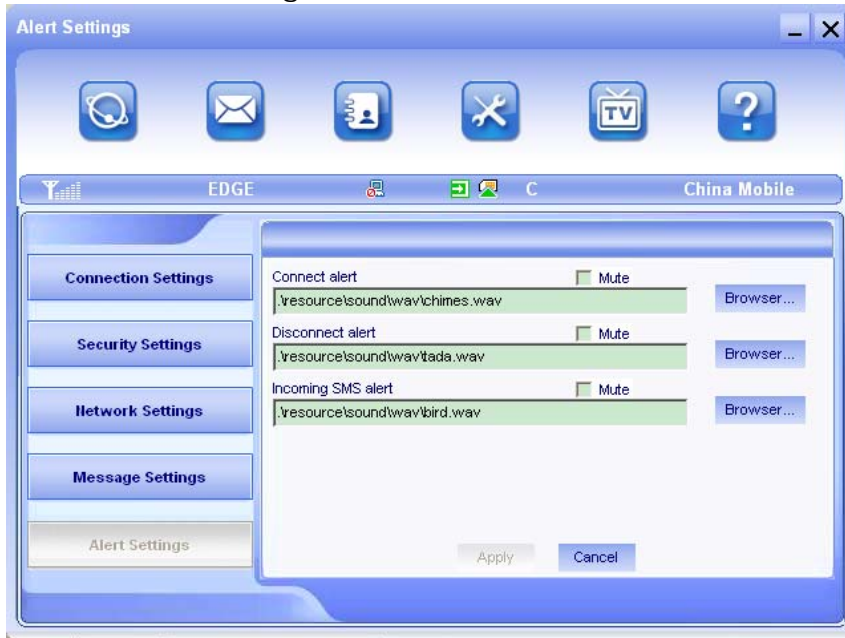 Alert Settings
TV
?
EDGE
C
China Mobile
Connection Settings
Security Settings
Network Settings
Message Settings
Alert Settings
Connect alert
Mute
.\resource\sound\wav\chimes.wav
Browser...
Disconnect alert
Mute
.\resource\sound\wav\tada.wav
Browser...
Incoming SMS alert
Mute
.\resource\sound\wav\bird.wav
Browser...
Apply
Cancel